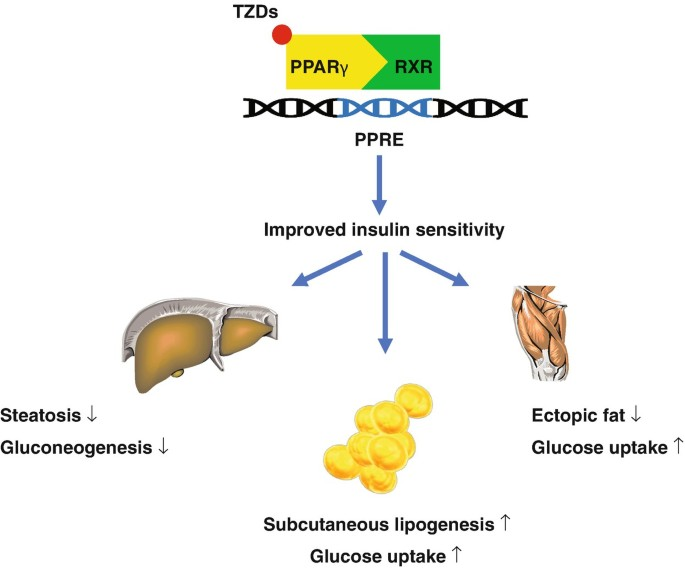 TZDs
PPARγ
RXR
PPRE
Improved insulin sensitivity
Steatosis ↓
Gluconeogenesis ↓
Ectopic fat ↓
Glucose uptake ↑
Subcutaneous lipogenesis ↑
Glucose uptake ↑